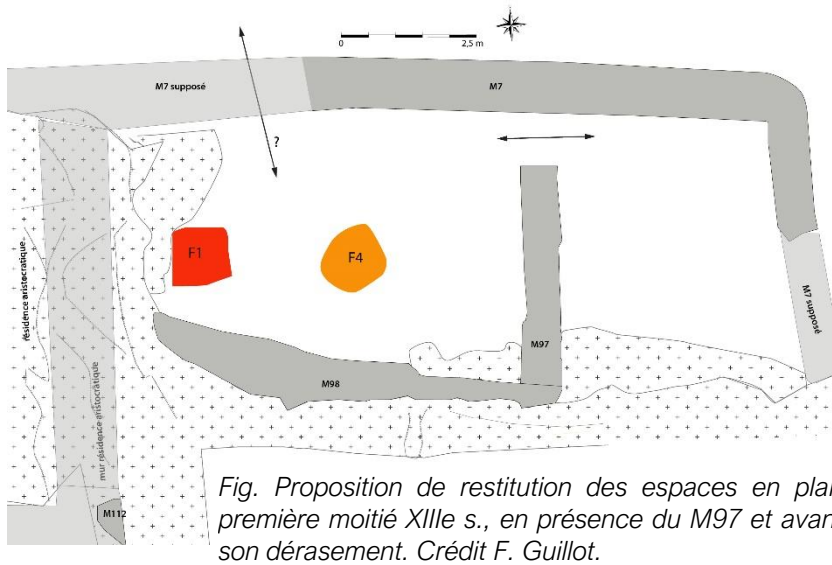 0 2,5 m
M7 supposé
M7
?
F1
F4
résidence aristocratique
mur résidence aristocratique
M97
M7 supposé
M98
M112
Fig. Proposition de restitution des espaces en plan
première moitié XIIIe s., en présence du M97 et avan
son dérasement. Crédit F. Guillot.